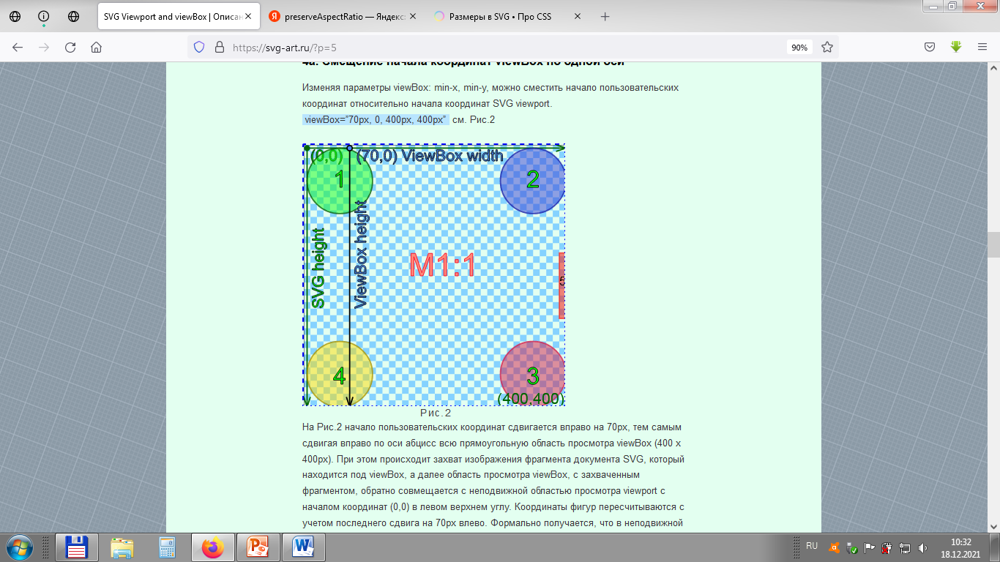 SVG Viewport and viewBox | Описан
preserveAspectRatio — Яндекс:
Размеры в SVG • Про CSS
https://svg-art.ru/?p=5
90%
4а. Смещение начала координат viewBox по одной оси
Изменяя параметры viewBox: min-x, min-y, можно сместить начало пользовательских
координат относительно начала координат SVG viewport.
viewBox="70px, 0, 400px, 400px" см. Рис.2
(0,0) (70,0) ViewBox width
1
2
SVG height
ViewBox height
M1:1
5
4
3
(400,400)
Рис.2
На Рис.2 начало пользовательских координат сдвигается вправо на 70px, тем самым
сдвигая вправо по оси абцисс всю прямоугольную область просмотра viewBox (400 x
400px). При этом происходит захват изображения фрагмента документа SVG, который
находится под viewBox, а далее область просмотра viewBox, с захваченным
фрагментом, обратно совмещается с неподвижной областью просмотра viewport с
началом координат (0,0) в левом верхнем углу. Координаты фигур пересчитываются с
учетом последнего сдвига на 70px влево. Формально получается, что в неподвижной
RU
10:32
18.12.2021